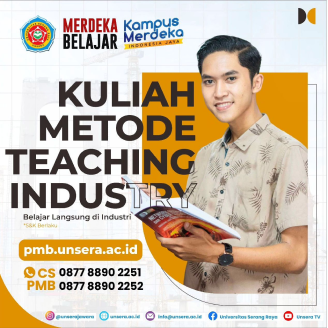 MERDEKA BELAJAR
Kampus Merdeka
INDONESIA JAYA
KULIAH
METODE
TEACHING
INDUSTRY
Belajar Langsung di Industri
*S&K Berlaku
pmb.unsera.ac.id
CS 0877 8890 2251
PMB 0877 8890 2252
@unserajawara
unsera.ac.id
@unsera.ac.id
Universitas Serang Raya
Unsera TV